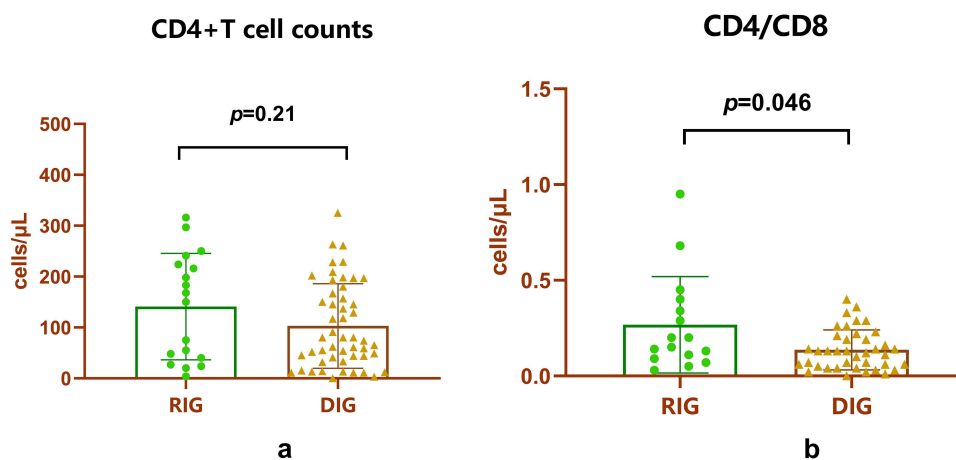 CD4+T cell counts
p=0.21
500
400
300
200
100
0
cells/μL
RIG
DIG
a
CD4/CD8
p=0.046
1.5
1.0
0.5
0.0
cells/μL
RIG
DIG
b